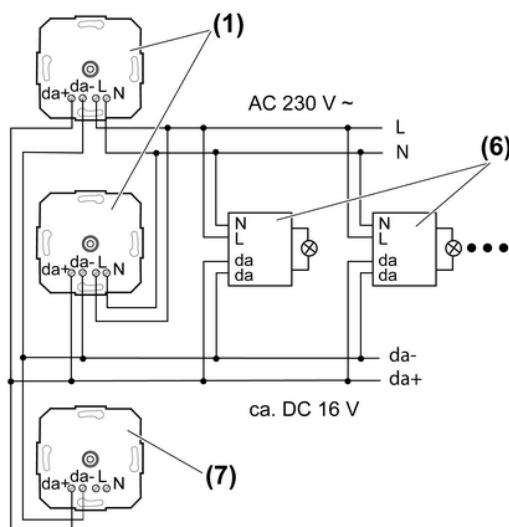 (1)
da+ da- L N
AC 230 V ~
L
N
(6)
da+ da- L N
N
L
da
da
N
L
da
da
da-
da+
ca. DC 16 V
da+ da- L N
(7)